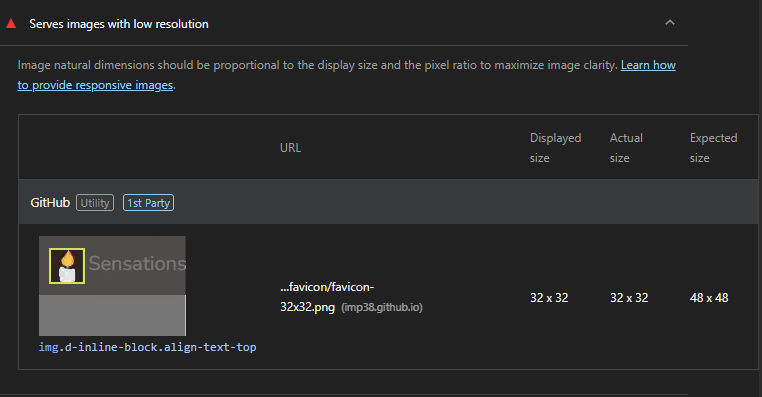 Serves images with low resolution
Image natural dimensions should be proportional to the display size and the pixel ratio to maximize image clarity. Learn how
to provide responsive images.
URL
Displayed size
Actual size
Expected size
GitHub Utility 1st Party
Sensations
...favicon/favicon-
32x32.png (imp38.github.io)
32 x 32
32 x 32
48 x 48
img.d-inline-block.align-text-top